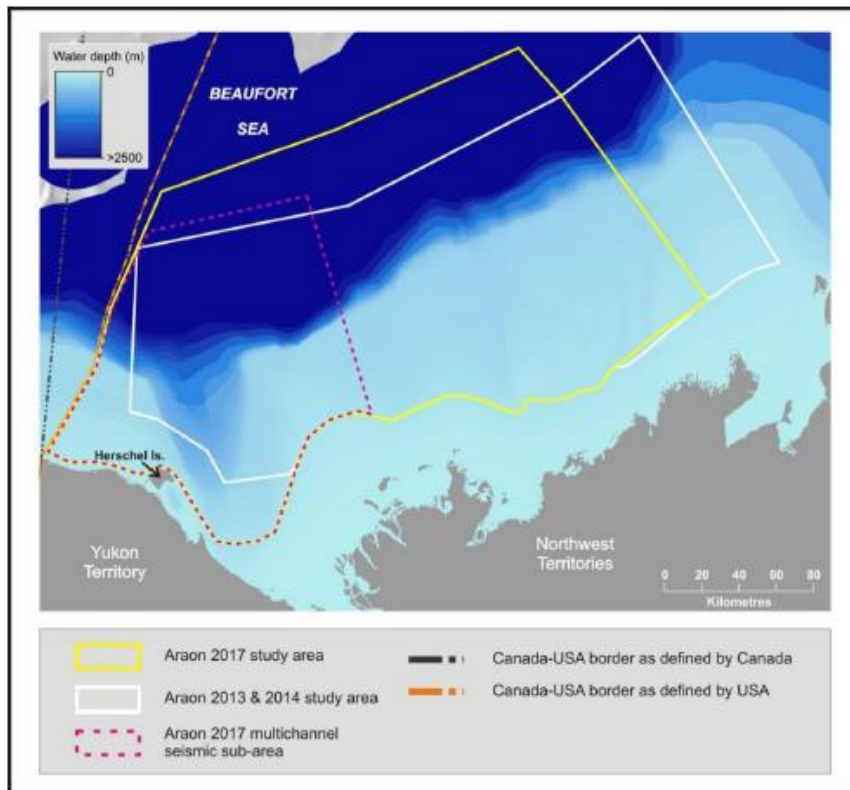 Water depth (m)
0
>2500
BEAUFORT
SEA
Herschel Is.
Yukon
Territory
Northwest
Territories
0 20 40 60 80
Kilometres
Araon 2017 study area
Araon 2013 & 2014 study area
Araon 2017 multichannel
seismic sub-area
Canada-USA border as defined by Canada
Canada-USA border as defined by USA